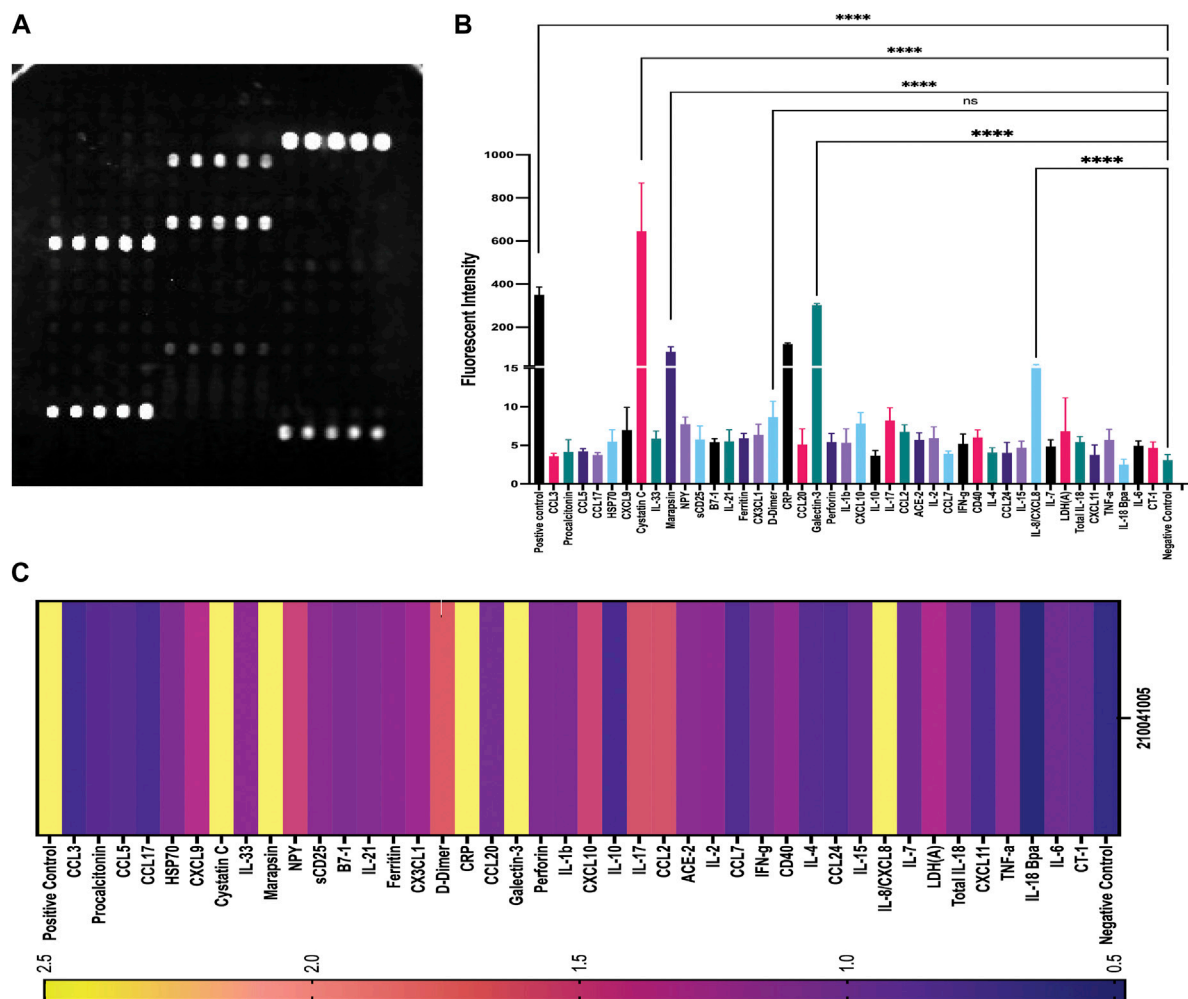 A
B
****
****
****
ns
****
****
Fluorescent Intensity
1000
800
600
400
200
15
10
5
0
Postive control
CCL3
Procalcitonin
CCL5
CCL17
HSP70
CXCL9
Cystatin C
IL-33
Marapsin
NPY
sCD25
B7-1
IL-21
Ferritin
CX3CL1
D-Dimer
CRP
CCL20
Galectin-3
Perforin
IL-1b
CXCL10
IL-10
IL-17
CCL2
ACE-2
IL-2
CCL7
IFN-g
CD40
IL-4
CCL24
IL-15
IL-8/CXCL8
IL-7
LDH(A)
Total IL-18
CXCL11
TNF-a
IL-18 Bpa
IL-6
CT-1
Negative Control
C
210041005
Positive Control
CCL3
Procalcitonin
CCL5
CCL17
HSP70
CXCL9
Cystatin C
IL-33
Marapsin
NPY
sCD25
B7-1
IL-21
Ferritin
CX3CL1
D-Dimer
CRP
CCL20
Galectin-3
Perforin
IL-1b
CXCL10
IL-10
IL-17
CCL2
ACE-2
IL-2
CCL7
IFN-g
CD40
IL-4
CCL24
IL-15
IL-8/CXCL8
IL-7
LDH(A)
Total IL-18
CXCL11
TNF-a
IL-18 Bpa
IL-6
CT-1
Negative Control
2.5
2.0
1.5
1.0
0.5